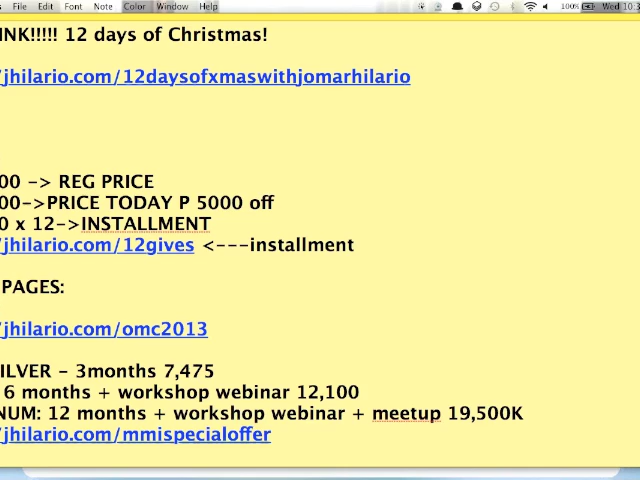 File Edit Font Note Color Window Help 100% Wed
INK!!!!! 12 days of Christmas!
/jhilario.com/12daysofxmaswithjomarhilario
00 -> REG PRICE
00->PRICE TODAY P 5000 off
0 x 12->INSTALLMENT
/jhilario.com/12gives <---installment
PAGES:
/jhilario.com/omc2013
ILVER - 3months 7,475
6 months + workshop webinar 12,100
NUM: 12 months + workshop webinar + meetup 19,500K
/jhilario.com/mmispecialoffer